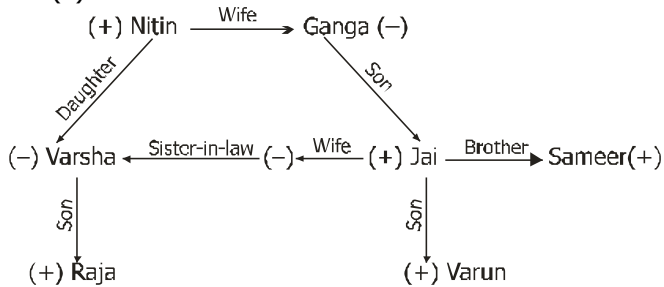 (+) Nitin Wife Ganga (–)
Daughter
Son
(–) Varsha Sister-in-law (–) Wife (+) Jai Brother Sameer(+)
Son
Son
(+) Raja (+) Varun